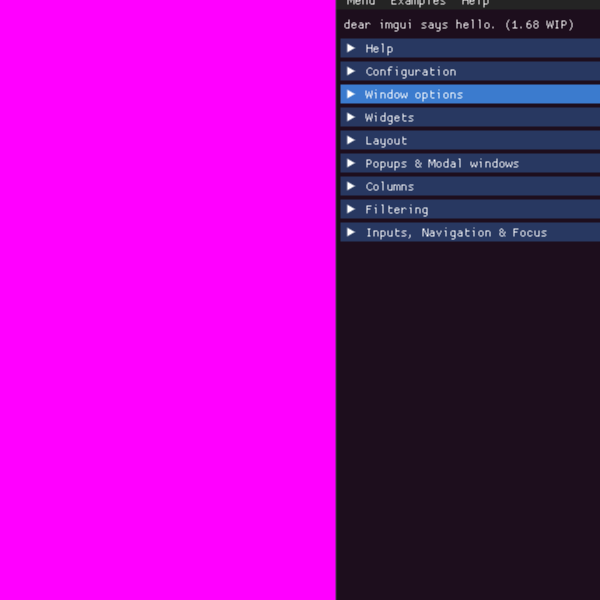 Menu Examples Help
dear imgui says hello. (1.68 WIP)
Help
Configuration
Window options
Widgets
Layout
Popups & Modal windows
Columns
Filtering
Inputs, Navigation & Focus